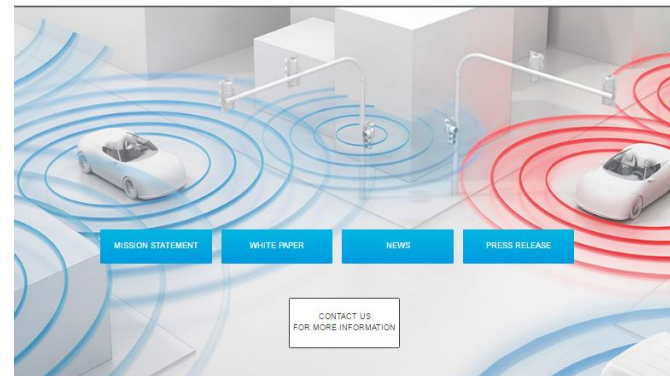 MISSION STATEMENT
WHITE PAPER
NEWS
PRESS RELEASE
CONTACT US
FOR MORE INFORMATION